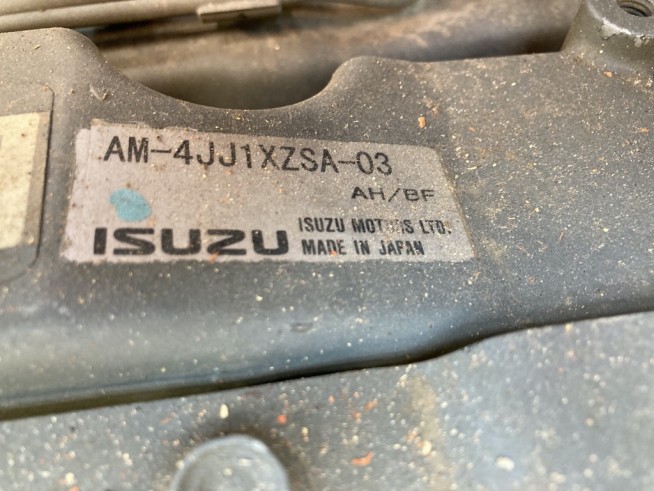 AM-4JJ1XZSA-03
AH/BF
ISUZU
ISUZU MOTORS LTD.
MADE IN JAPAN